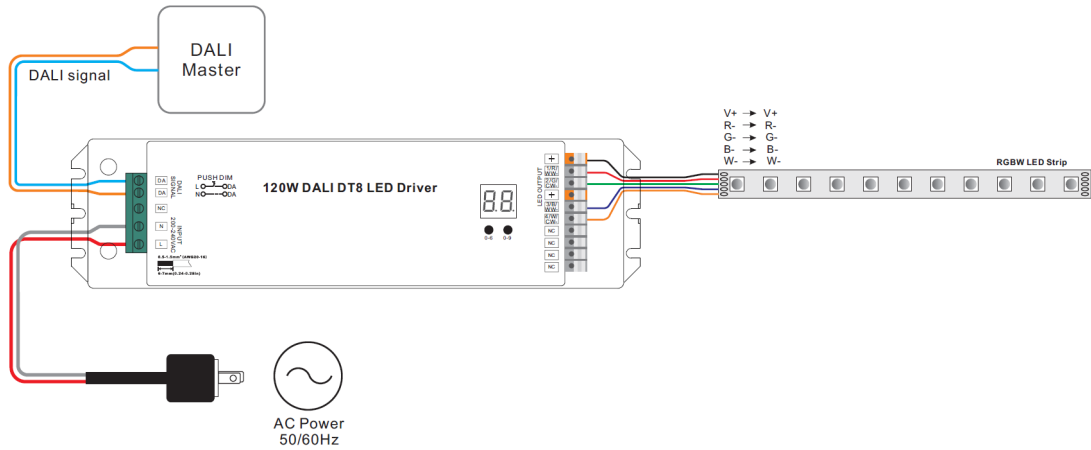 DALI
Master
DALI signal
V+ → V+
R- → R-
G- → G-
B- → B-
W- → W-
RGBW LED Strip
120W DALI DT8 LED Driver
DALI
SIGNAL
DA
DA
NC
N
L
INPUT
200-240VAC
PUSH DIM
L DA
N DA
88
0-9
LED OUTPUT
+
1/R/
WW-
2/G/
CW-
+
3/B/
WW-
4/W/
CW-
NC
NC
NC
NC
AC Power
50/60Hz